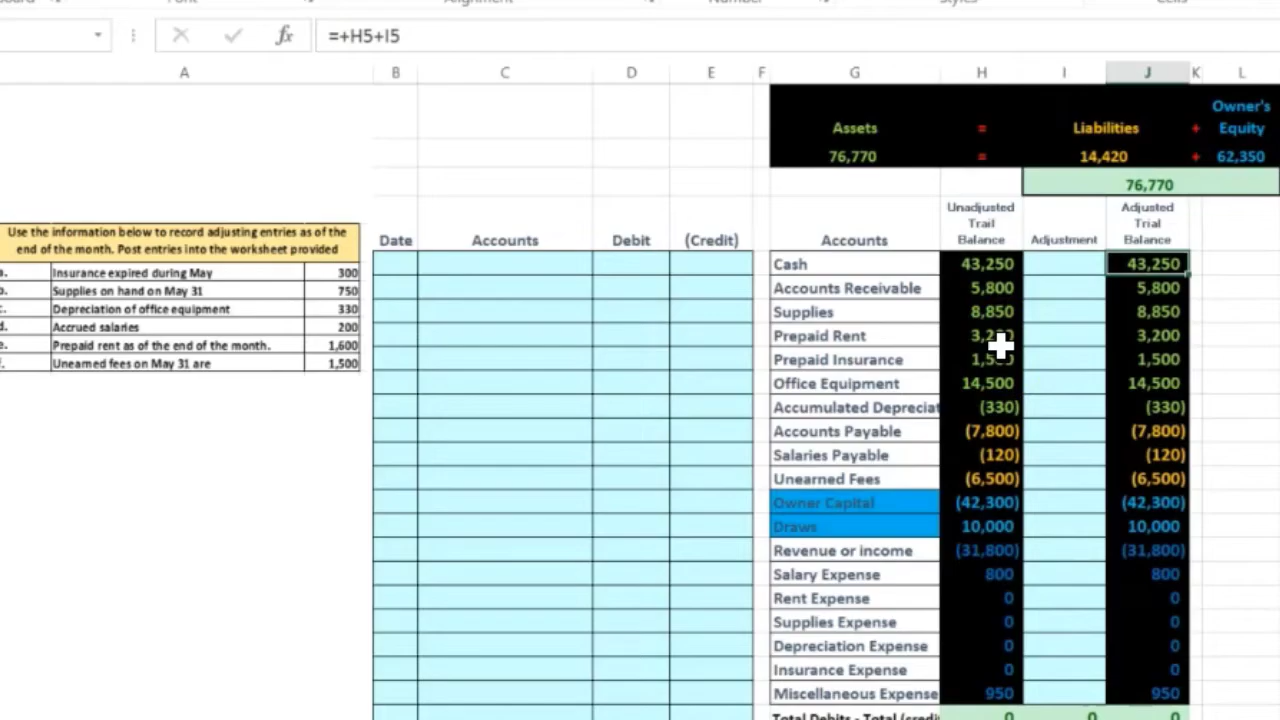 Font Alignment Number Styles Cells
fx =+H5+I5
A B C D E F G H I J K L
Owner's
Assets = Liabilities + Equity
76,770 = 14,420 + 62,350
76,770
Unadjusted Trail Balance
Adjusted Trial Balance
Use the information below to record adjusting entries as of the
end of the month. Post entries into the worksheet provided
Insurance expired during May 300
Supplies on hand on May 31 750
Depreciation of office equipment 330
Accrued salaries 200
Prepaid rent as of the end of the month. 1,600
Unearned fees on May 31 are 1,500
Date Accounts Debit (Credit) Accounts Adjustment
Cash 43,250 43,250
Accounts Receivable 5,800 5,800
Supplies 8,850 8,850
Prepaid Rent 3,200
Prepaid Insurance 1,500
Office Equipment 14,500 14,500
Accumulated Depreciat (330) (330)
Accounts Payable (7,800) (7,800)
Salaries Payable (120) (120)
Unearned Fees (6,500) (6,500)
Owner Capital (42,300) (42,300)
Draws 10,000 10,000
Revenue or income (31,800) (31,800)
Salary Expense 800 800
Rent Expense 0 0
Supplies Expense 0 0
Depreciation Expense 0 0
Insurance Expense 0 0
Miscellaneous Expense 950 950
Total Debits - Total (credi 0 0 0